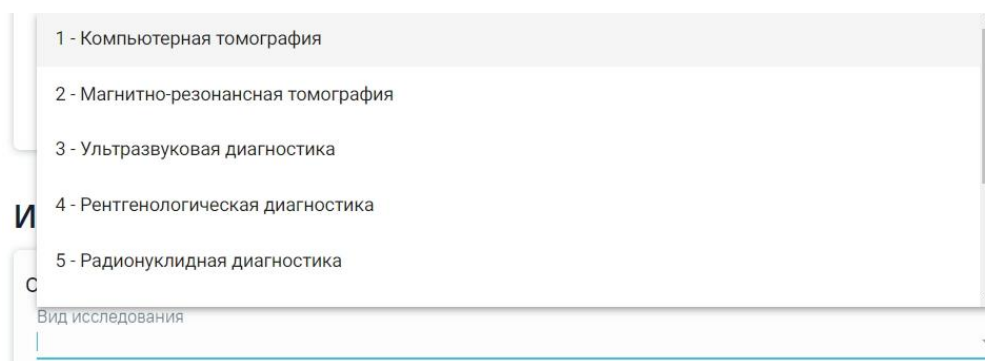 1 - Компьютерная томография
2 - Магнитно-резонансная томография
3 - Ультразвуковая диагностика
4 - Рентгенологическая диагностика
5 - Радионуклидная диагностика
Вид исследования